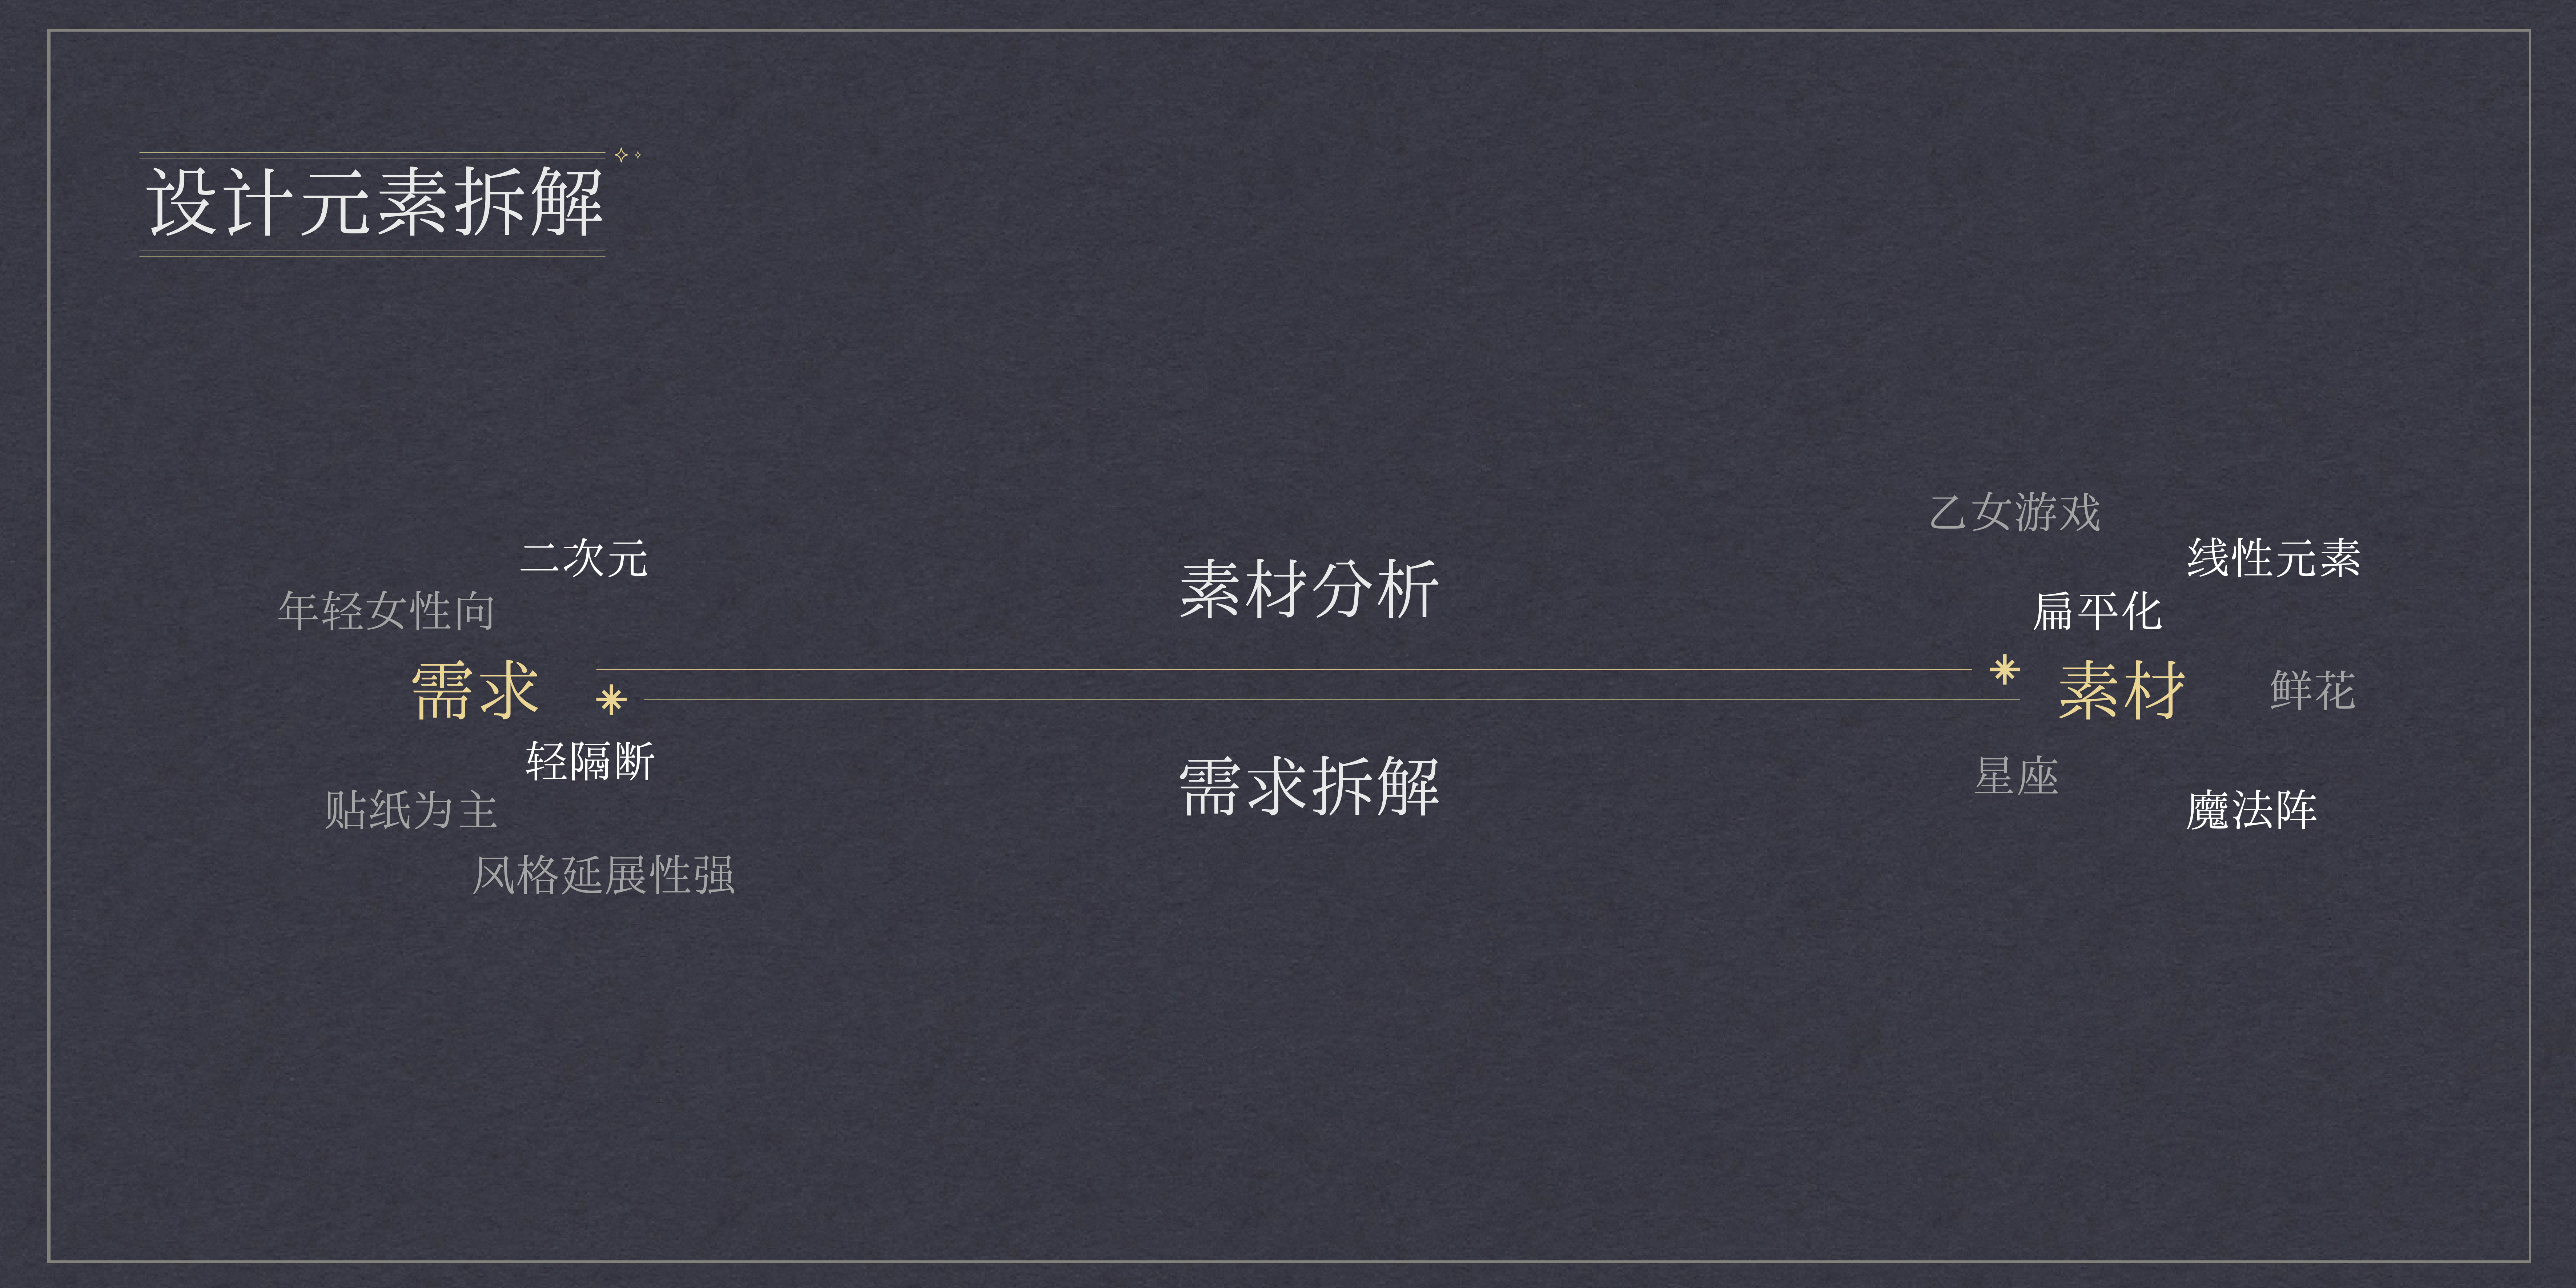 设计元素拆解
二次元
年轻女性向
需求
轻隔断
贴纸为主
风格延展性强
素材分析
需求拆解
乙女游戏
线性元素
扁平化
素材
鲜花
星座
魔法阵